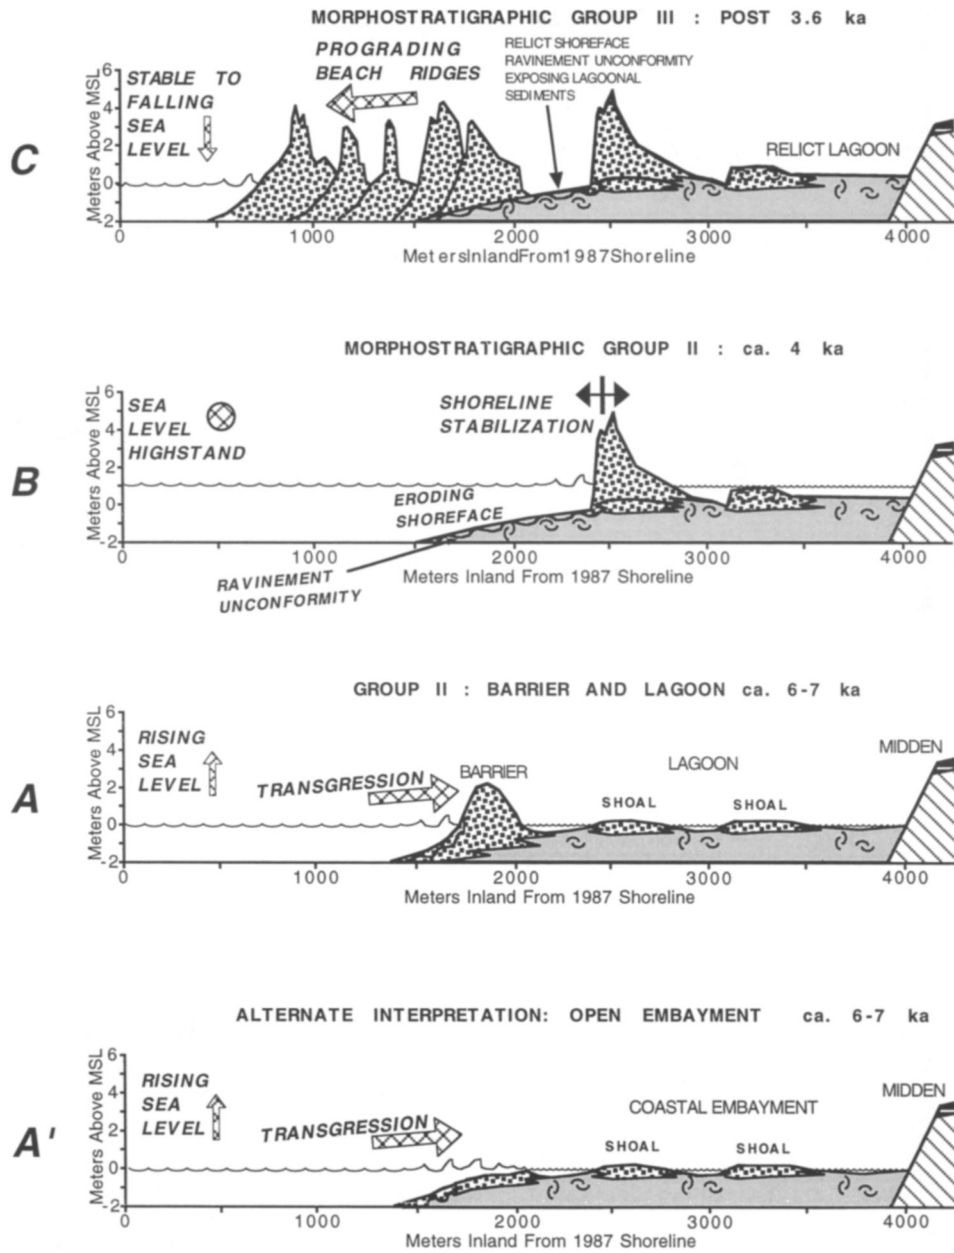 MORPHOSTRATIGRAPHIC GROUP III : POST 3.6 ka
C
Meters Above MSL
6
4
2
0
-2
STABLE TO
FALLING
SEA
LEVEL
PROGRADING
BEACH RIDGES
RELICT SHOREFACE
RAVINEMENT UNCONFORMITY
EXPOSING LAGOONAL
SEDIMENTS
RELICT LAGOON
0 1000 2000 3000 4000
MetersInlandFrom1987Shoreline
MORPHOSTRATIGRAPHIC GROUP II : ca. 4 ka
B
Meters Above MSL
6
4
2
0
-2
SEA
LEVEL
HIGHSTAND
SHORELINE
STABILIZATION
ERODING
SHOREFACE
0 1000 2000 3000 4000
Meters Inland From 1987 Shoreline
RAVINEMENT
UNCONFORMITY
GROUP II : BARRIER AND LAGOON ca. 6-7 ka
A
Meters Above MSL
6
4
2
0
-2
RISING
SEA
LEVEL
TRANSGRESSION
BARRIER
LAGOON
MIDDEN
SHOAL
SHOAL
0 1000 2000 3000 4000
Meters Inland From 1987 Shoreline
ALTERNATE INTERPRETATION: OPEN EMBAYMENT ca. 6-7 ka
A'
Meters Above MSL
6
4
2
0
-2
RISING
SEA
LEVEL
TRANSGRESSION
COASTAL EMBAYMENT
MIDDEN
SHOAL
SHOAL
0 1000 2000 3000 4000
Meters Inland From 1987 Shoreline